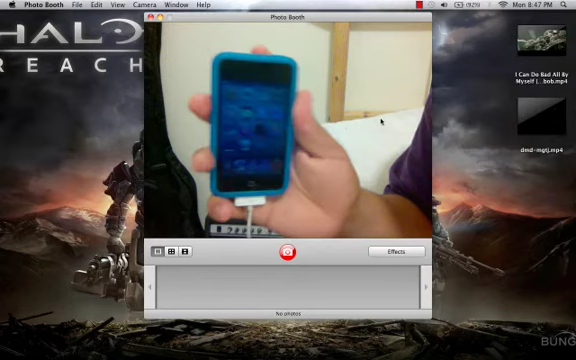 Photo Booth File Edit View Camera Window Help
(92%) Mon 8:47 PM
Photo Booth
HALO
REACH
I Can Do Bad All By
Myself [...bob.mp4
dmd-mgtj.mp4
Effects
No photos
BUNG